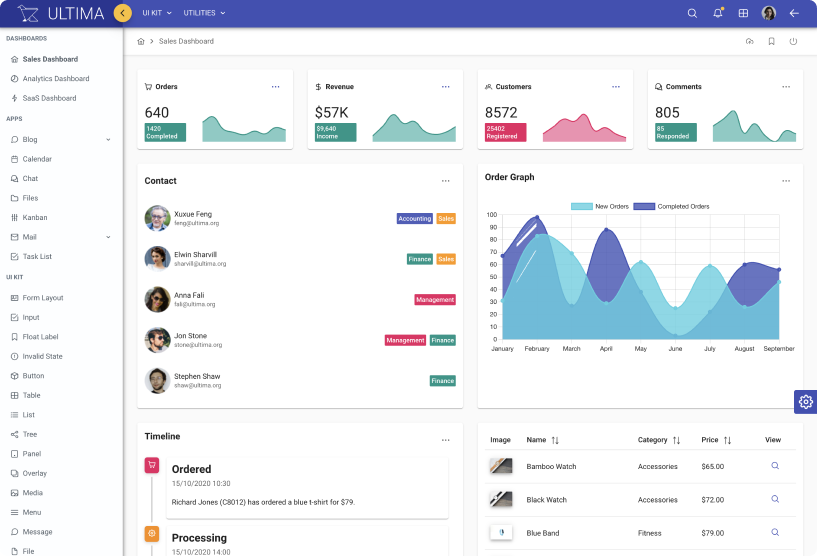 ULTIMA
UI KIT
UTILITIES
DASHBOARDS
Sales Dashboard
Analytics Dashboard
SaaS Dashboard
APPS
Blog
Calendar
Chat
Files
Kanban
Mail
Task List
UI KIT
Form Layout
Input
Float Label
Invalid State
Button
Table
List
Tree
Panel
Overlay
Media
Menu
Message
File
Sales Dashboard
Orders
640
1420
Completed
Revenue
$57K
$9,640
Income
Customers
8572
25402
Registered
Comments
805
85
Responded
Contact
Xuxue Feng
feng@ultima.org
Accounting Sales
Elwin Sharvill
sharvill@ultima.org
Finance Sales
Anna Fali
fali@ultima.org
Management
Jon Stone
stone@ultima.org
Management Finance
Stephen Shaw
shaw@ultima.org
Finance
Order Graph
New Orders Completed Orders
100
90
80
70
60
50
40
30
20
10
0
January February March April May June July August September
Timeline
Ordered
15/10/2020 10:30
Richard Jones (C8012) has ordered a blue t-shirt for $79.
Processing
15/10/2020 14:00
Image Name Category Price View
Bamboo Watch Accessories $65.00
Black Watch Accessories $72.00
Blue Band Fitness $79.00